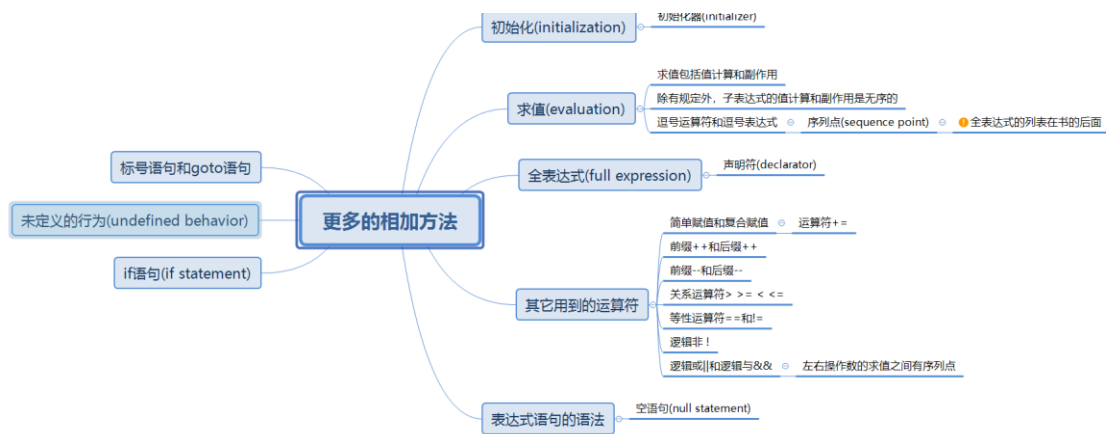 初始化(initialization)
初始化器(initializer)
求值(evaluation)
求值包括值计算和副作用
除有规定外，子表达式的值计算和副作用是无序的
逗号运算符和逗号表达式
序列点(sequence point)
全表达式的列表在书的后面
全表达式(full expression)
声明符(declarator)
其它用到的运算符
简单赋值和复合赋值
运算符+=
前缀++和后缀++
前缀--和后缀--
关系运算符> >= < <=
等性运算符==和!=
逻辑非！
逻辑或||和逻辑与&&
左右操作数的求值之间有序列点
表达式语句的语法
空语句(null statement)
更多的相加方法
标号语句和goto语句
未定义的行为(undefined behavior)
if语句(if statement)